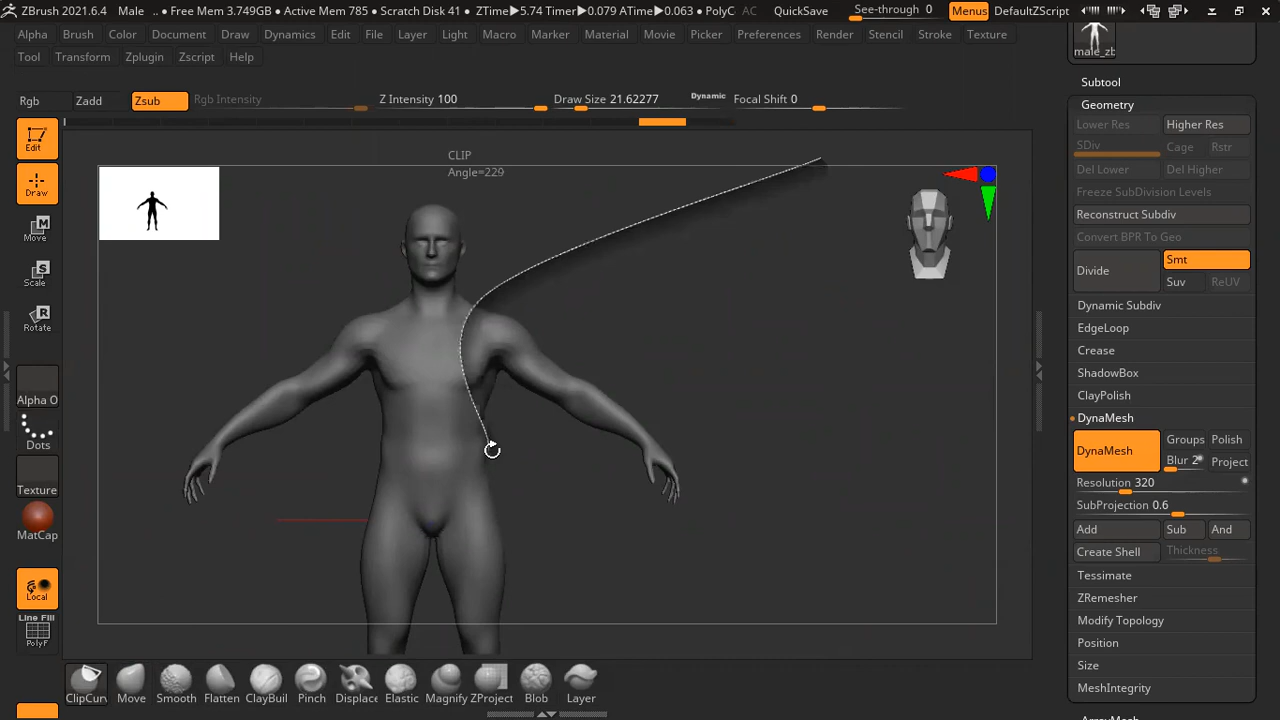 ZBrush 2021.6.4 Male • Free Mem 3.749GB • Active Mem 785 • Scratch Disk 41 • ZTime▶5.74 Timer▶0.079 ATime▶0.063 • PolyC AC QuickSave See-through 0 Menus DefaultZScript
Alpha Brush Color Document Draw Dynamics Edit File Layer Light Macro Marker Material Movie Picker Preferences Render Stencil Stroke Texture
Tool Transform Zplugin Zscript Help
Rgb Zadd Zsub Rgb Intensity Z Intensity 100 Draw Size 21.62277 Dynamic Focal Shift 0
CLIP
Angle=229
Edit
Draw
Move
Scale
Rotate
Alpha O
Dots
Texture
MatCap
Local
Line Fill
PolyF
ClipCurv
Move
Smooth
Flatten
ClayBuil
Pinch
Displace
Elastic
Magnify
ZProject
Blob
Layer
male_zb
Subtool
Geometry
Lower Res Higher Res
SDiv Cage Rstr
Del Lower Del Higher
Freeze SubDivision Levels
Reconstruct Subdiv
Convert BPR To Geo
Divide Smt
Suv ReUV
Dynamic Subdiv
EdgeLoop
Crease
ShadowBox
ClayPolish
DynaMesh
DynaMesh Groups Polish
Blur 2 Project
Resolution 320
SubProjection 0.6
Add Sub And
Create Shell Thickness
Tessimate
ZRemesher
Modify Topology
Position
Size
MeshIntegrity
ArrayMesh